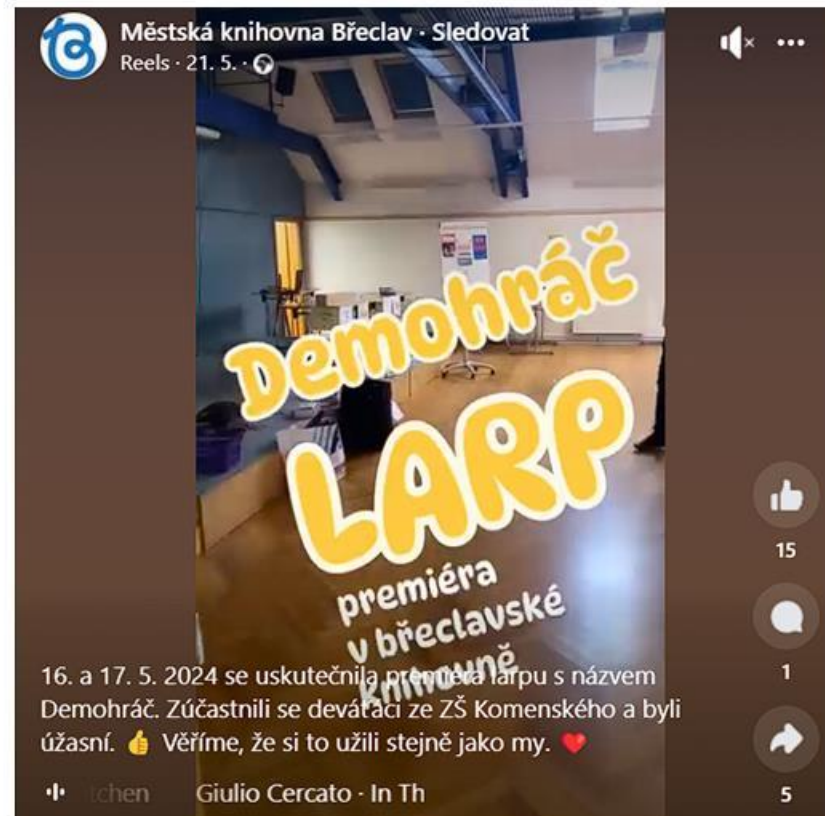 Městská knihovna Břeclav · Sledovat
Reels · 21. 5. ·
Demohráč
LARP
premiéra
v břeclavské
knihovně
16. a 17. 5. 2024 se uskutečnila premiéra larpu s názvem
Demohráč. Zúčastnili se deváťáci ze ZŠ Komenského a byli
úžasní. 👍 Věříme, že si to užili stejně jako my. ❤️
tchen Giulio Cercato · In Th
15
1
5